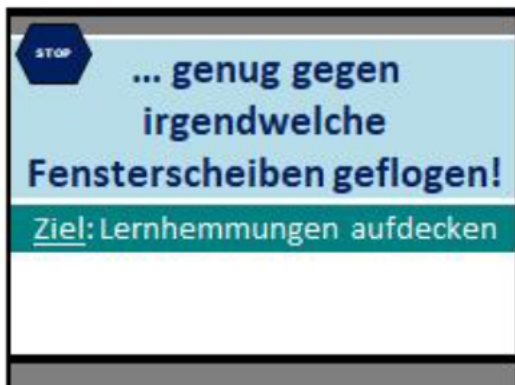 STOP
... genug gegen
irgendwelche
Fensterscheiben geflogen!
Ziel: Lernhemmungen aufdecken